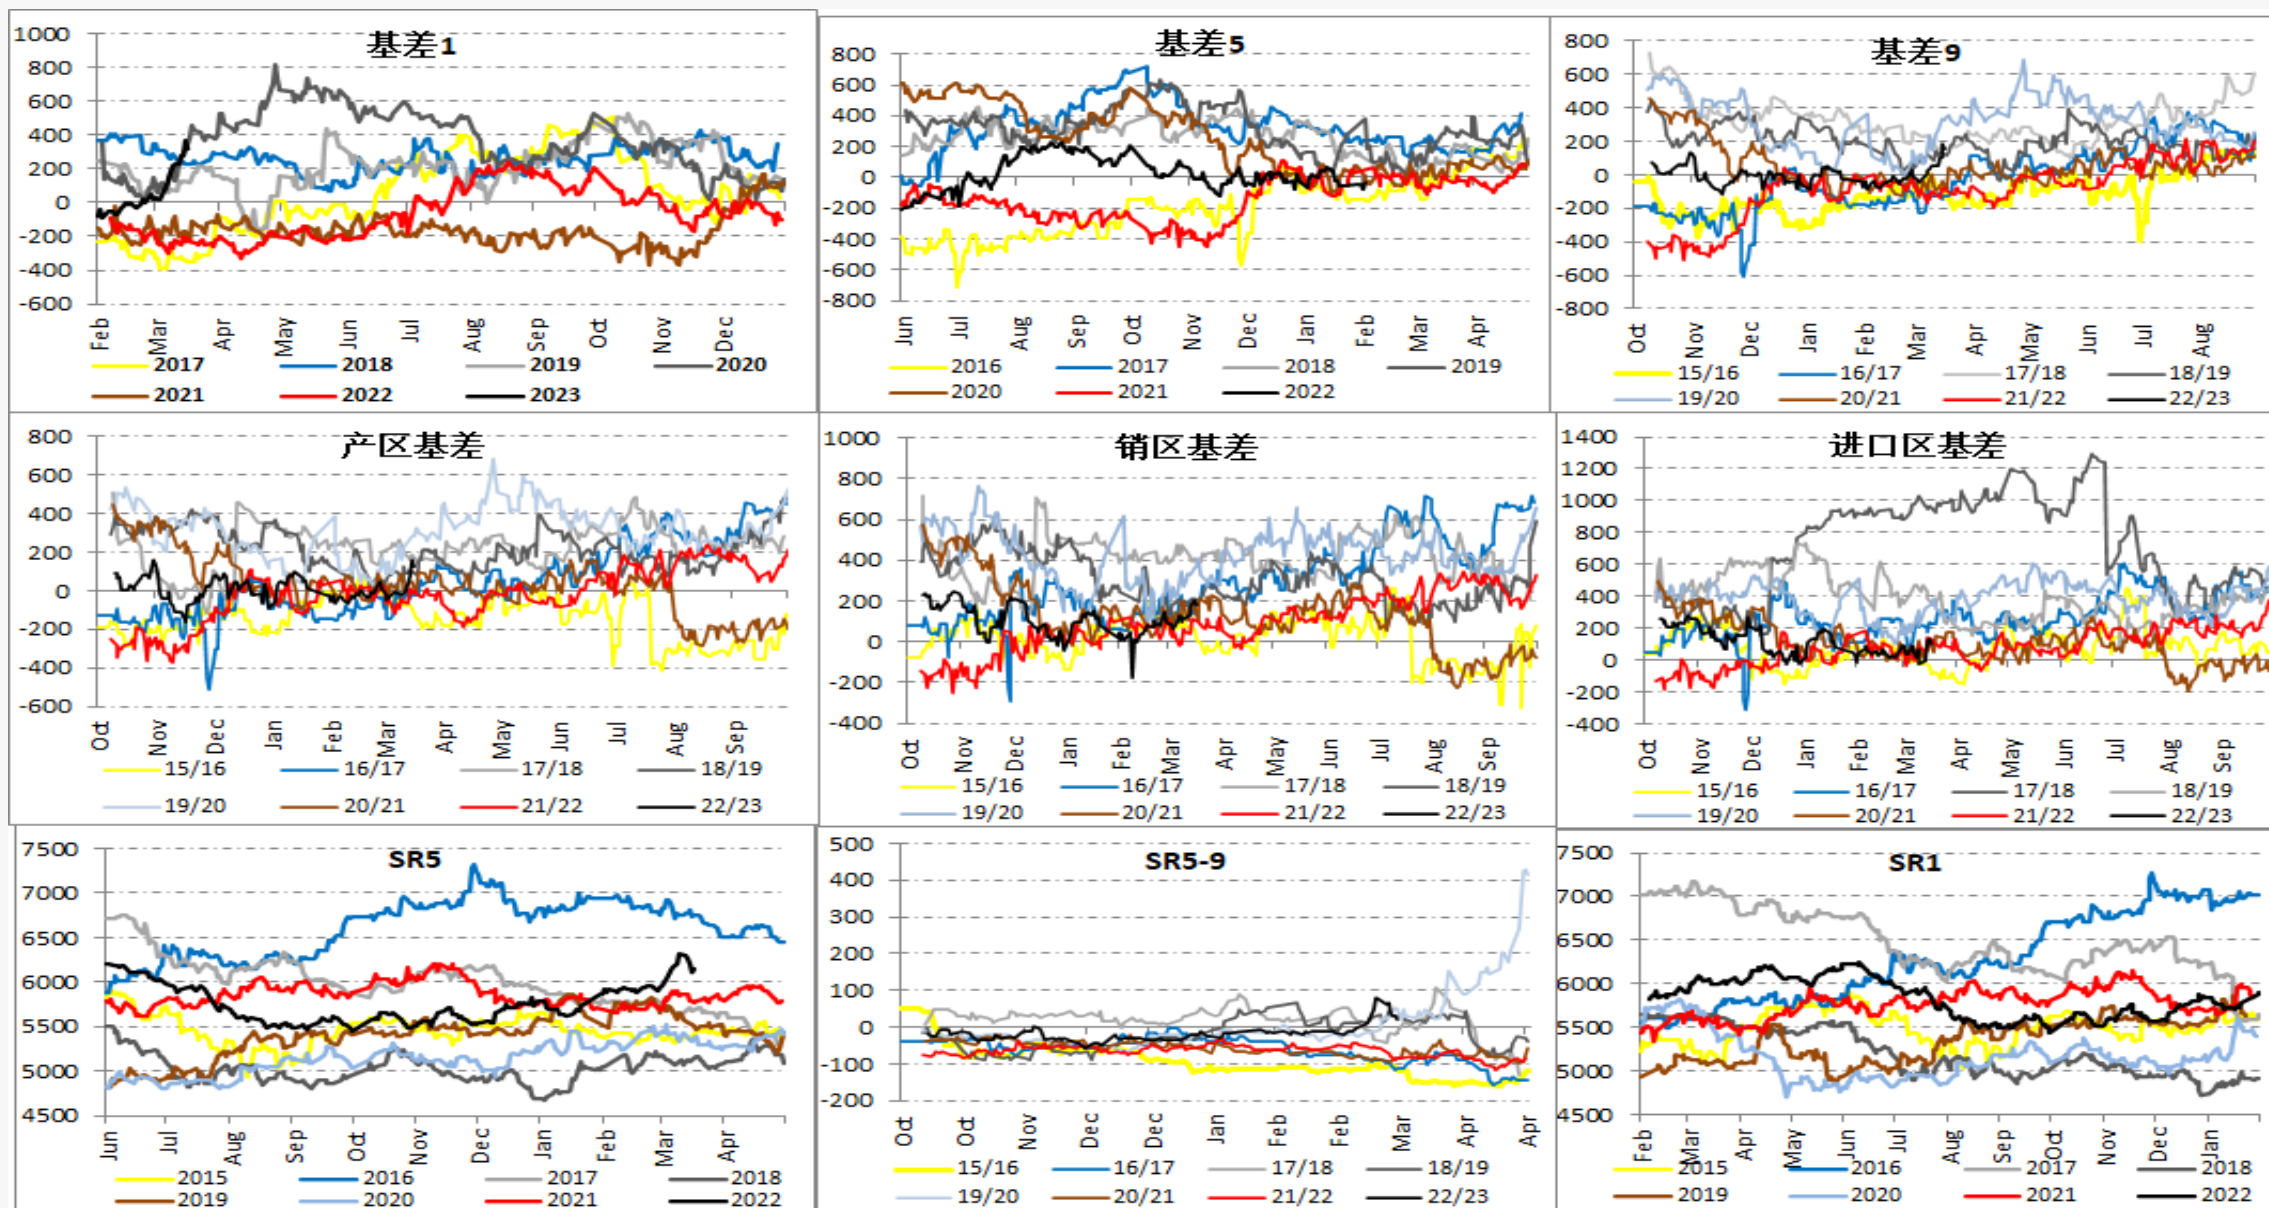 基差1
1000
800
600
400
200
0
-200
-400
-600
Feb Mar Apr May Jun Jul Aug Sep Oct Nov Dec
2017 2018 2019 2020
2021 2022 2023
基差5
800
600
400
200
0
-200
-400
-600
-800
Jun Jul Aug Sep Oct Nov Dec Jan Feb Mar Apr
2016 2017 2018 2019
2020 2021 2022
基差9
800
600
400
200
0
-200
-400
-600
-800
Oct Nov Dec Jan Feb Mar Apr May Jun Jul Aug
15/16 16/17 17/18 18/19
19/20 20/21 21/22 22/23
产区基差
800
600
400
200
0
-200
-400
-600
Oct Nov Dec Jan Feb Mar Apr May Jun Jul Aug Sep
15/16 16/17 17/18 18/19
19/20 20/21 21/22 22/23
销区基差
1000
800
600
400
200
0
-200
-400
Oct Nov Dec Jan Feb Mar Apr May Jun Jul Aug Sep
15/16 16/17 17/18 18/19
19/20 20/21 21/22 22/23
进口区基差
1400
1200
1000
800
600
400
200
0
-200
-400
Oct Nov Dec Jan Feb Mar Apr May Jun Jul Aug Sep
15/16 16/17 17/18 18/19
19/20 20/21 21/22 22/23
SR5
7500
7000
6500
6000
5500
5000
4500
Jun Jul Aug Sep Oct Nov Dec Jan Feb Mar Apr
2015 2016 2017 2018
2019 2020 2021 2022
SR5-9
500
400
300
200
100
0
-100
-200
Oct Oct Nov Dec Dec Jan Feb Feb Mar Apr Apr
15/16 16/17 17/18 18/19
19/20 20/21 21/22 22/23
SR1
7500
7000
6500
6000
5500
5000
4500
Feb Mar Apr May Jun Jul Aug Sep Oct Nov Dec Jan
2015 2016 2017 2018
2019 2020 2021 2022